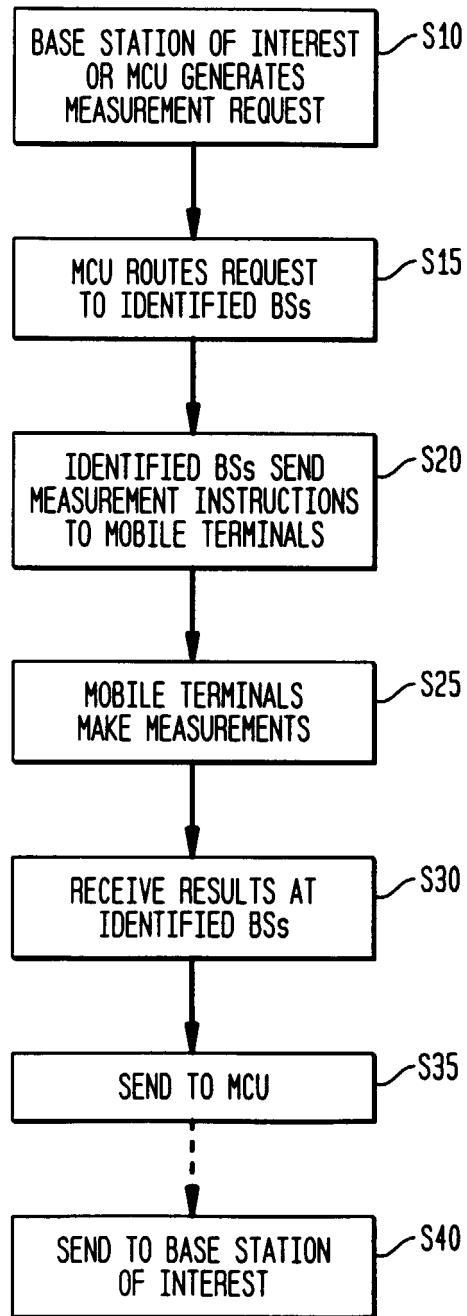 BASE STATION OF INTEREST
OR MCU GENERATES
MEASUREMENT REQUEST
S10
MCU ROUTES REQUEST
TO IDENTIFIED BSs
S15
IDENTIFIED BSs SEND
MEASUREMENT INSTRUCTIONS
TO MOBILE TERMINALS
S20
MOBILE TERMINALS
MAKE MEASUREMENTS
S25
RECEIVE RESULTS AT
IDENTIFIED BSs
S30
SEND TO MCU
S35
SEND TO BASE STATION
OF INTEREST
S40